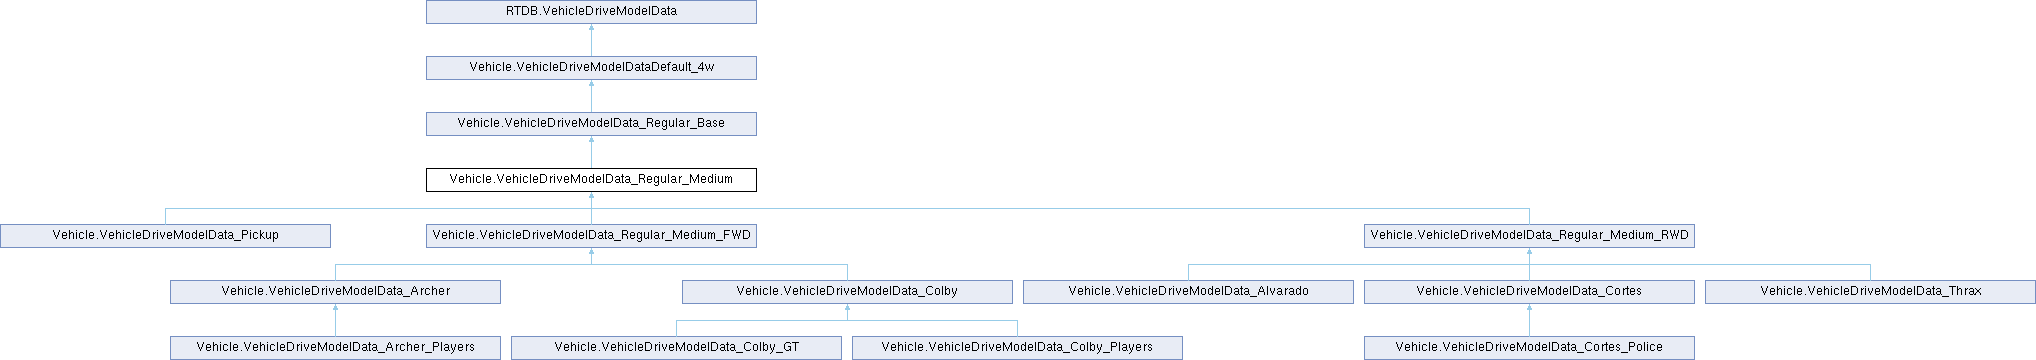 RTDB.VehicleDriveModelData
Vehicle.VehicleDriveModelDataDefault_4w
Vehicle.VehicleDriveModelData_Regular_Base
Vehicle.VehicleDriveModelData_Regular_Medium
Vehicle.VehicleDriveModelData_Pickup
Vehicle.VehicleDriveModelData_Regular_Medium_FWD
Vehicle.VehicleDriveModelData_Regular_Medium_RWD
Vehicle.VehicleDriveModelData_Archer
Vehicle.VehicleDriveModelData_Colby
Vehicle.VehicleDriveModelData_Alvarado
Vehicle.VehicleDriveModelData_Cortes
Vehicle.VehicleDriveModelData_Thrax
Vehicle.VehicleDriveModelData_Archer_Players
Vehicle.VehicleDriveModelData_Colby_GT
Vehicle.VehicleDriveModelData_Colby_Players
Vehicle.VehicleDriveModelData_Cortes_Police